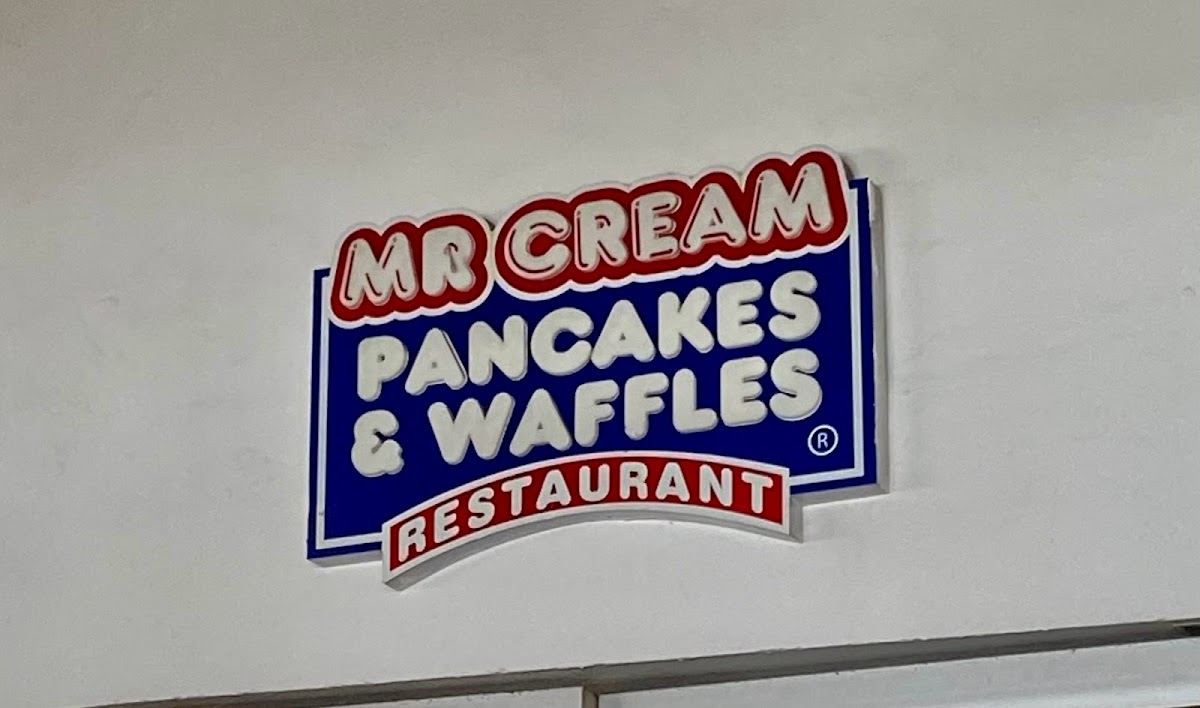 MR CREAM
PANCAKES
& WAFFLES
®
RESTAURANT